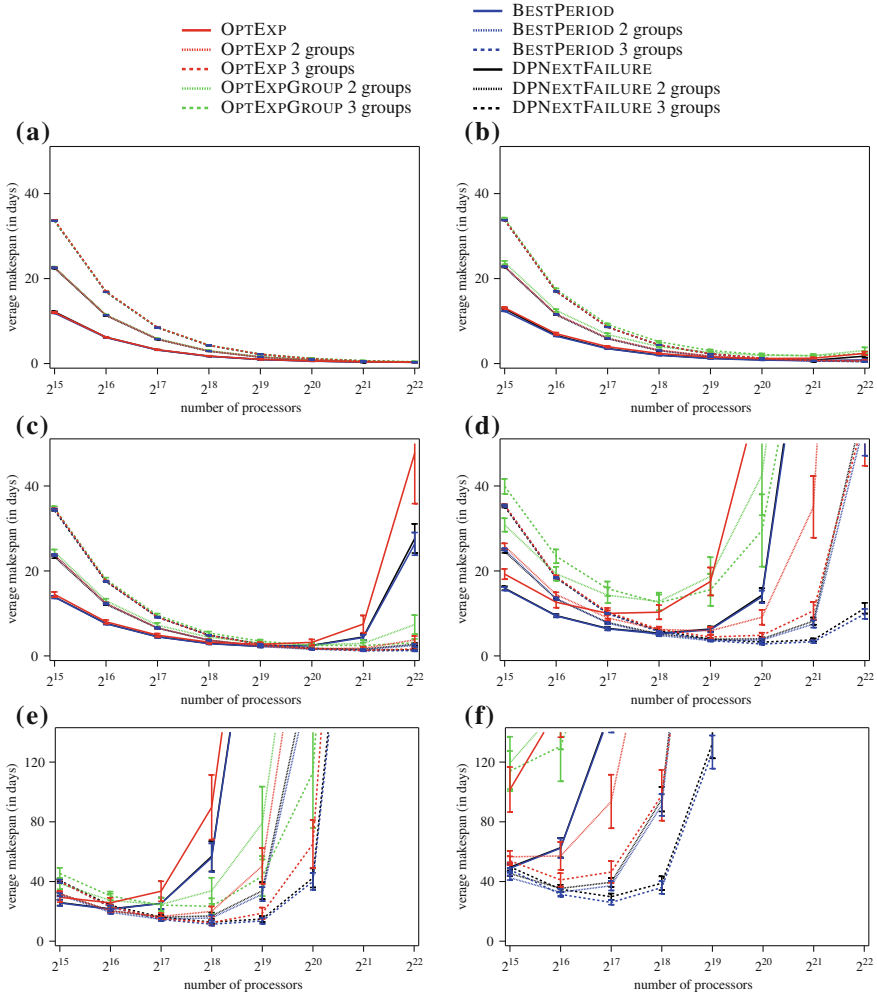 OPTEXP
OPTEXP 2 groups
OPTEXP 3 groups
OPTEXPGROUP 2 groups
OPTEXPGROUP 3 groups
BESTPERIOD
BESTPERIOD 2 groups
BESTPERIOD 3 groups
DPNEXTFAILURE
DPNEXTFAILURE 2 groups
DPNEXTFAILURE 3 groups
(a)
verage makespan (in days)
40
20
0
2^15 2^16 2^17 2^18 2^19 2^20 2^21 2^22
number of processors
(b)
verage makespan (in days)
40
20
0
2^15 2^16 2^17 2^18 2^19 2^20 2^21 2^22
number of processors
(c)
verage makespan (in days)
40
20
0
2^15 2^16 2^17 2^18 2^19 2^20 2^21 2^22
number of processors
(d)
verage makespan (in days)
40
20
0
2^15 2^16 2^17 2^18 2^19 2^20 2^21 2^22
number of processors
(e)
verage makespan (in days)
120
80
40
0
2^15 2^16 2^17 2^18 2^19 2^20 2^21 2^22
number of processors
(f)
verage makespan (in days)
120
80
40
0
2^15 2^16 2^17 2^18 2^19 2^20 2^21 2^22
number of processors